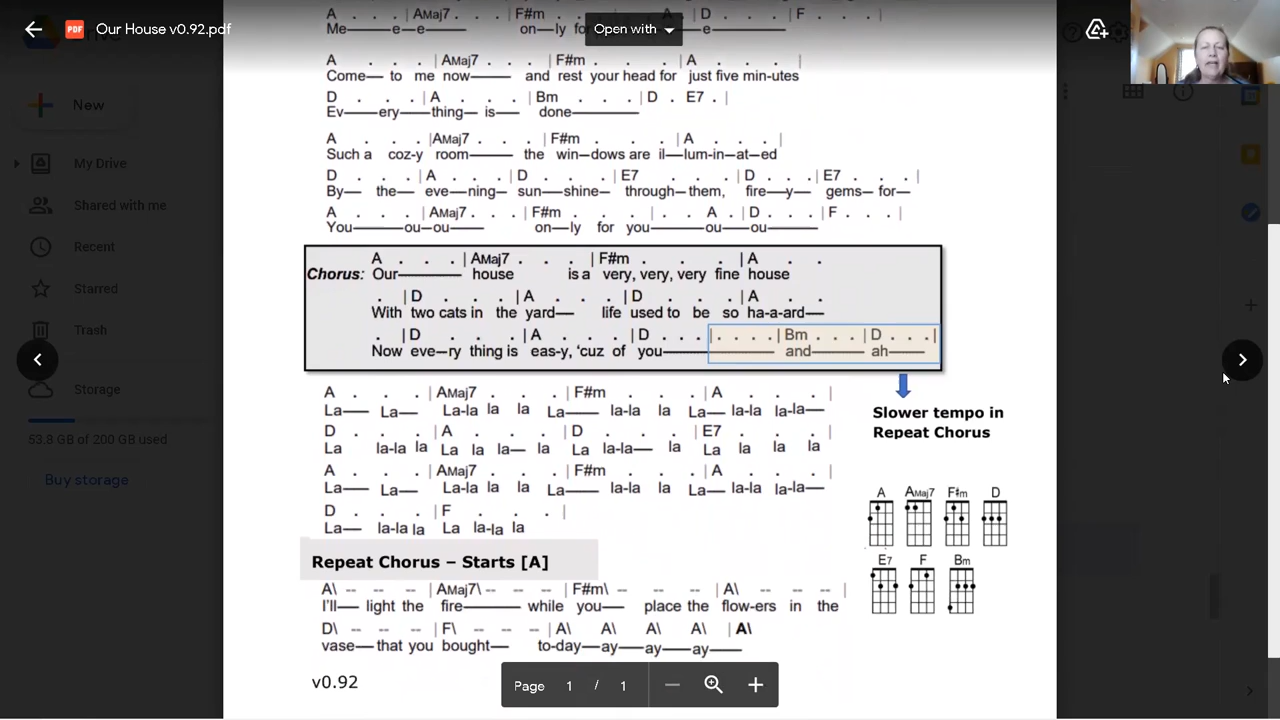 A . . . | AMaj7 . . . | F#m . A . | D . . . | F . . . |
Me—e—e—— on—ly fo e——
Our House v0.92.pdf
Open with
A . . . | AMaj7 . . . | F#m . . . | A . . . |
Come— to me now—— and rest your head for just five min-utes
D . . . | A . . . | Bm . . . | D . E7 . |
Ev——ery——thing— is— done————
New
A . . . | AMaj7 . . . | F#m . . . | A . . . |
Such a coz-y room—— the win—dows are il—lum-in—at—ed
My Drive
D . . . | A . . . | D . . . | E7 . . . | D . . . | E7 . . . |
By— the— eve—ning— sun—shine— through—them, fire—y— gems- for—
Shared with me
A . . . | AMaj7 . . . | F#m . . . | . . A . | D . . . | F . . . |
You———ou-ou—— on—ly for you——ou——ou———
Recent
A . . . | AMaj7 . . . | F#m . . . | A . .
Chorus: Our———— house is a very, very, very fine house
Starred
. | D . . . | A . . . | D . . . | A . .
With two cats in the yard— life used to be so ha-a-ard—
Trash
. | D . . . | A . . . | D . . . | . . . . | Bm . . . | D . . . |
Now eve—ry thing is eas-y, ‘cuz of you———————— and——— ah——
Storage
53.8 GB of 200 GB used
Buy storage
A . . . | AMaj7 . . . | F#m . . . | A . . . |
La— La— La-la la la La—— la-la la La— la-la la-la—
Slower tempo in
Repeat Chorus
D . . . | A . . . | D . . . | E7 . . . |
La la-la la La la la— la La la-la— la La la la la
A . . . | AMaj7 . . . | F#m . . . | A . . . |
La— La— La-la la la La—— la-la la La— la-la la-la—
D . . . | F . . . |
La— la-la la La la-la la
A AMaj7 F#m D
E7 F Bm
Repeat Chorus – Starts [A]
A\ -- -- -- | AMaj7\ -- -- -- | F#m\ -- -- -- | A\ -- -- -- |
I’ll— light the fire——— while you— place the flow-ers in the
D\ -- -- -- | F\ -- -- -- | A\ A\ A\ A\ | A\
vase—that you bought— to-day—ay—ay—ay——
v0.92
Page 1 / 1